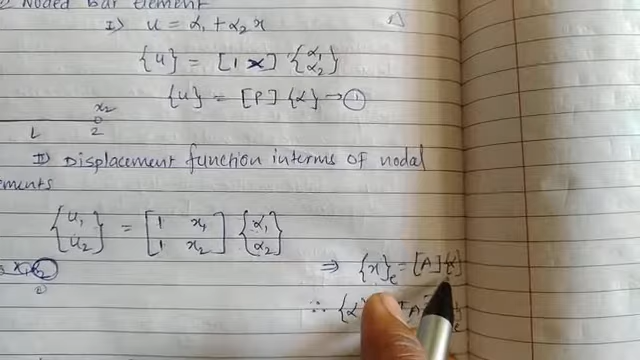 Noded Bar Element
I) u = α₁ + α₂ x
{u} = [1 x] {α₁ α₂}
{u} = [P] {α} → ①
x₂
L 2
II) Displacement function interms of nodal
ements
{u₁ u₂} = [1 x₁ 1 x₂] {α₁ α₂}
⇒ {x}ₑ = [A]{α}
∴ {α